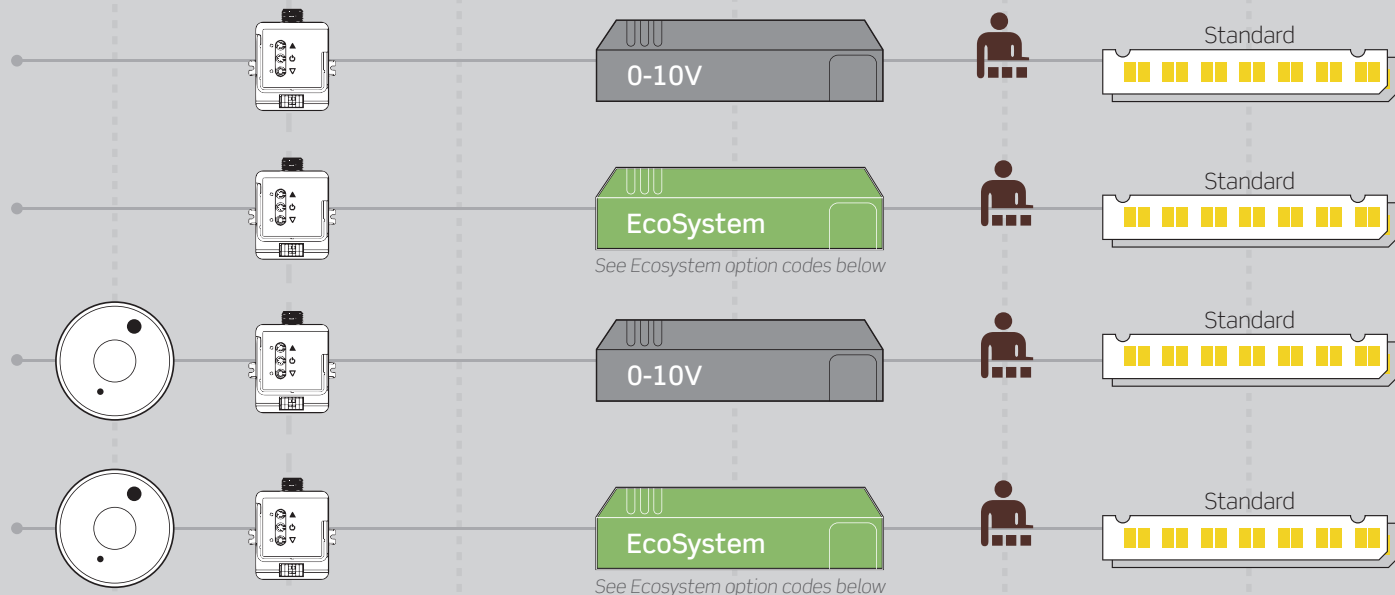 Standard
0-10V
Standard
EcoSystem
See Ecosystem option codes below
Standard
0-10V
Standard
EcoSystem
See Ecosystem option codes below